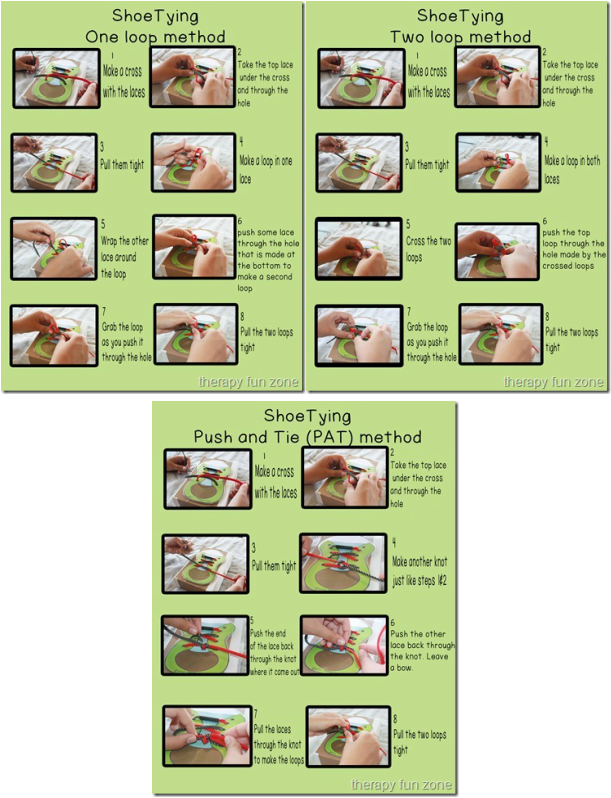 ShoeTying
One loop method
1
Make a cross
with the laces
2
Take the top lace
under the cross
and through the
hole
3
Pull them tight
4
Make a loop in one
lace
5
Wrap the other
lace around
the loop
6
push some lace
through the hole
that is made at
the bottom to
make a second
loop
7
Grab the loop
as you push it
through the hole
8
Pull the two loops
tight
therapy fun zone
ShoeTying
Two loop method
1
Make a cross
with the laces
2
Take the top lace
under the cross
and through the
hole
3
Pull them tight
4
Make a loop in both
laces
5
Cross the two
loops
6
push the top
loop through the
hole made by the
crossed loops
7
Grab the loop
as you push it
through the hole
8
Pull the two loops
tight
therapy fun zone
ShoeTying
Push and Tie (PAT) method
1
Make a cross
with the laces
2
Take the top lace
under the cross
and through the
hole
3
Pull them tight
4
Make another knot
just like steps 1&2
5
Push the end
of the lace back
through the knot
where it came out
6
Push the other
lace back through
the knot. Leave
a bow.
7
Pull the laces
through the knot
to make the loops
8
Pull the two loops
tight
therapy fun zone